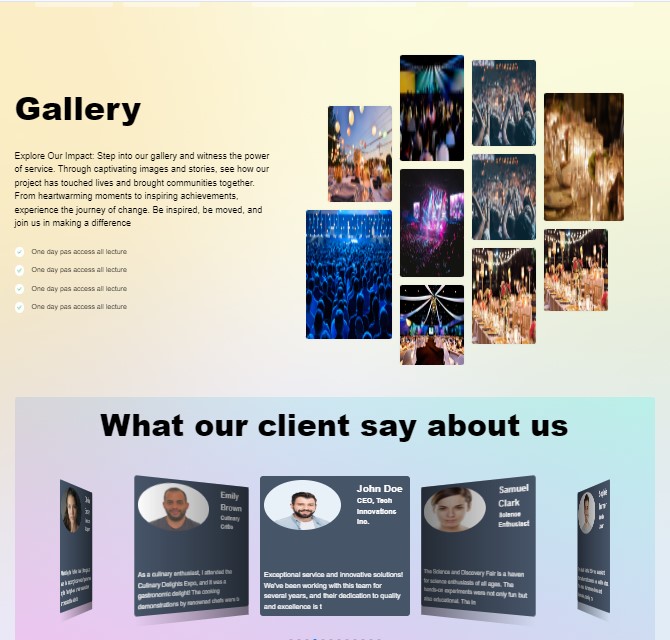 Gallery
Explore Our Impact: Step into our gallery and witness the power
of service. Through captivating images and stories, see how our
project has touched lives and brought communities together.
From heartwarming moments to inspiring achievements,
experience the journey of change. Be inspired, be moved, and
join us in making a difference
One day pas access all lecture
One day pas access all lecture
One day pas access all lecture
One day pas access all lecture
What our client say about us
Emily
Brown
Culinary
Critic
As a culinary enthusiast, I attended the
Culinary Delights Expo, and it was a
gastronomic delight! The cooking
demonstrations by renowned chefs were
John Doe
CEO, Tech
Innovations
Inc.
Exceptional service and innovative solutions!
We've been working with this team for
several years, and their dedication to quality
and excellence is t
Samuel
Clark
Science
Enthusiast
The Science and Discovery Fair is a haven
for science enthusiasts of all ages. The
hands-on experiments were not only fun but
also educational. The in